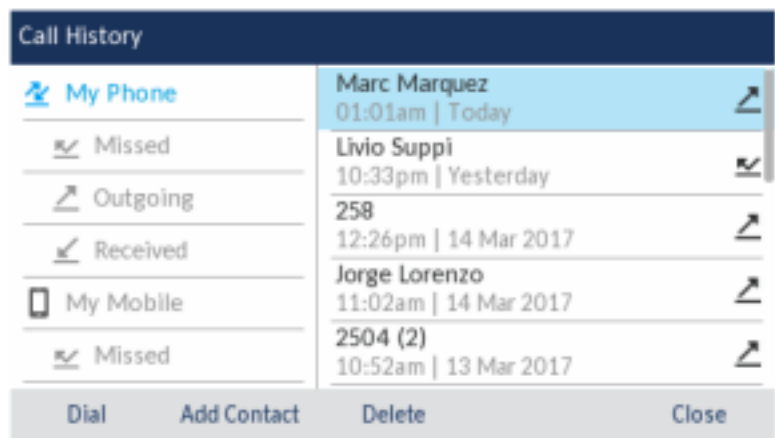 Call History
My Phone
Missed
Outgoing
Received
My Mobile
Missed
Marc Marquez
01:01am | Today
Livio Suppi
10:33pm | Yesterday
258
12:26pm | 14 Mar 2017
Jorge Lorenzo
11:02am | 14 Mar 2017
2504 (2)
10:52am | 13 Mar 2017
Dial Add Contact Delete Close